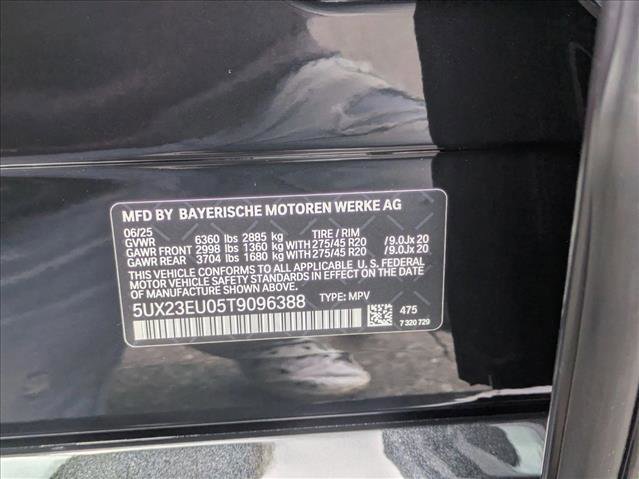 MFD BY BAYERISCHE MOTOREN WERKE AG
06/25
GVWR 6360 lbs 2885 kg TIRE / RIM
GAWR FRONT 2998 lbs 1360 kg WITH 275/45 R20 /9.0Jx 20
GAWR REAR 3704 lbs 1680 kg WITH 275/45 R20 /9.0Jx 20
THIS VEHICLE CONFORMS TO ALL APPLICABLE U. S. FEDERAL
MOTOR VEHICLE SAFETY STANDARDS IN EFFECT ON THE DATE
OF MANUFACTURE SHOWN ABOVE.
5UX23EU05T9096388 TYPE: MPV
475
7 320 729